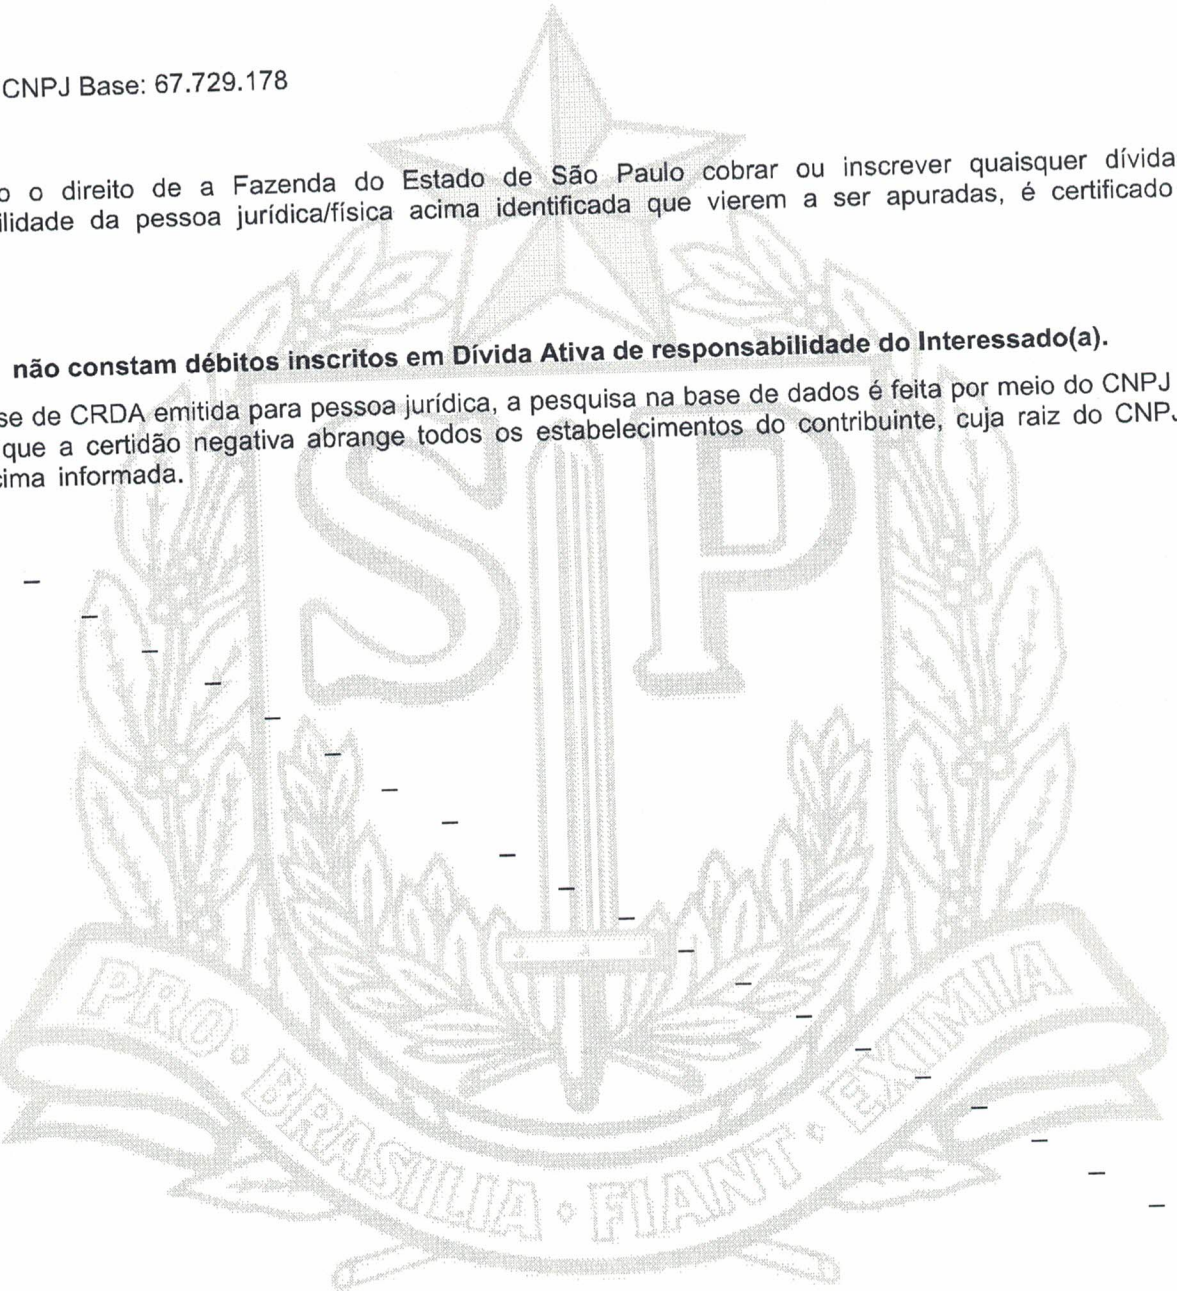 CNPJ Base: 67.729.178
o o direito de a Fazenda do Estado de São Paulo cobrar ou inscrever quaisquer dívida
ilidade da pessoa jurídica/física acima identificada que vierem a ser apuradas, é certificado
não constam débitos inscritos em Dívida Ativa de responsabilidade do Interessado(a).
se de CRDA emitida para pessoa jurídica, a pesquisa na base de dados é feita por meio do CNPJ
que a certidão negativa abrange todos os estabelecimentos do contribuinte, cuja raiz do CNPJ
cima informada.
SP
PRO • BRASILIA • FIANT • EXIMIA